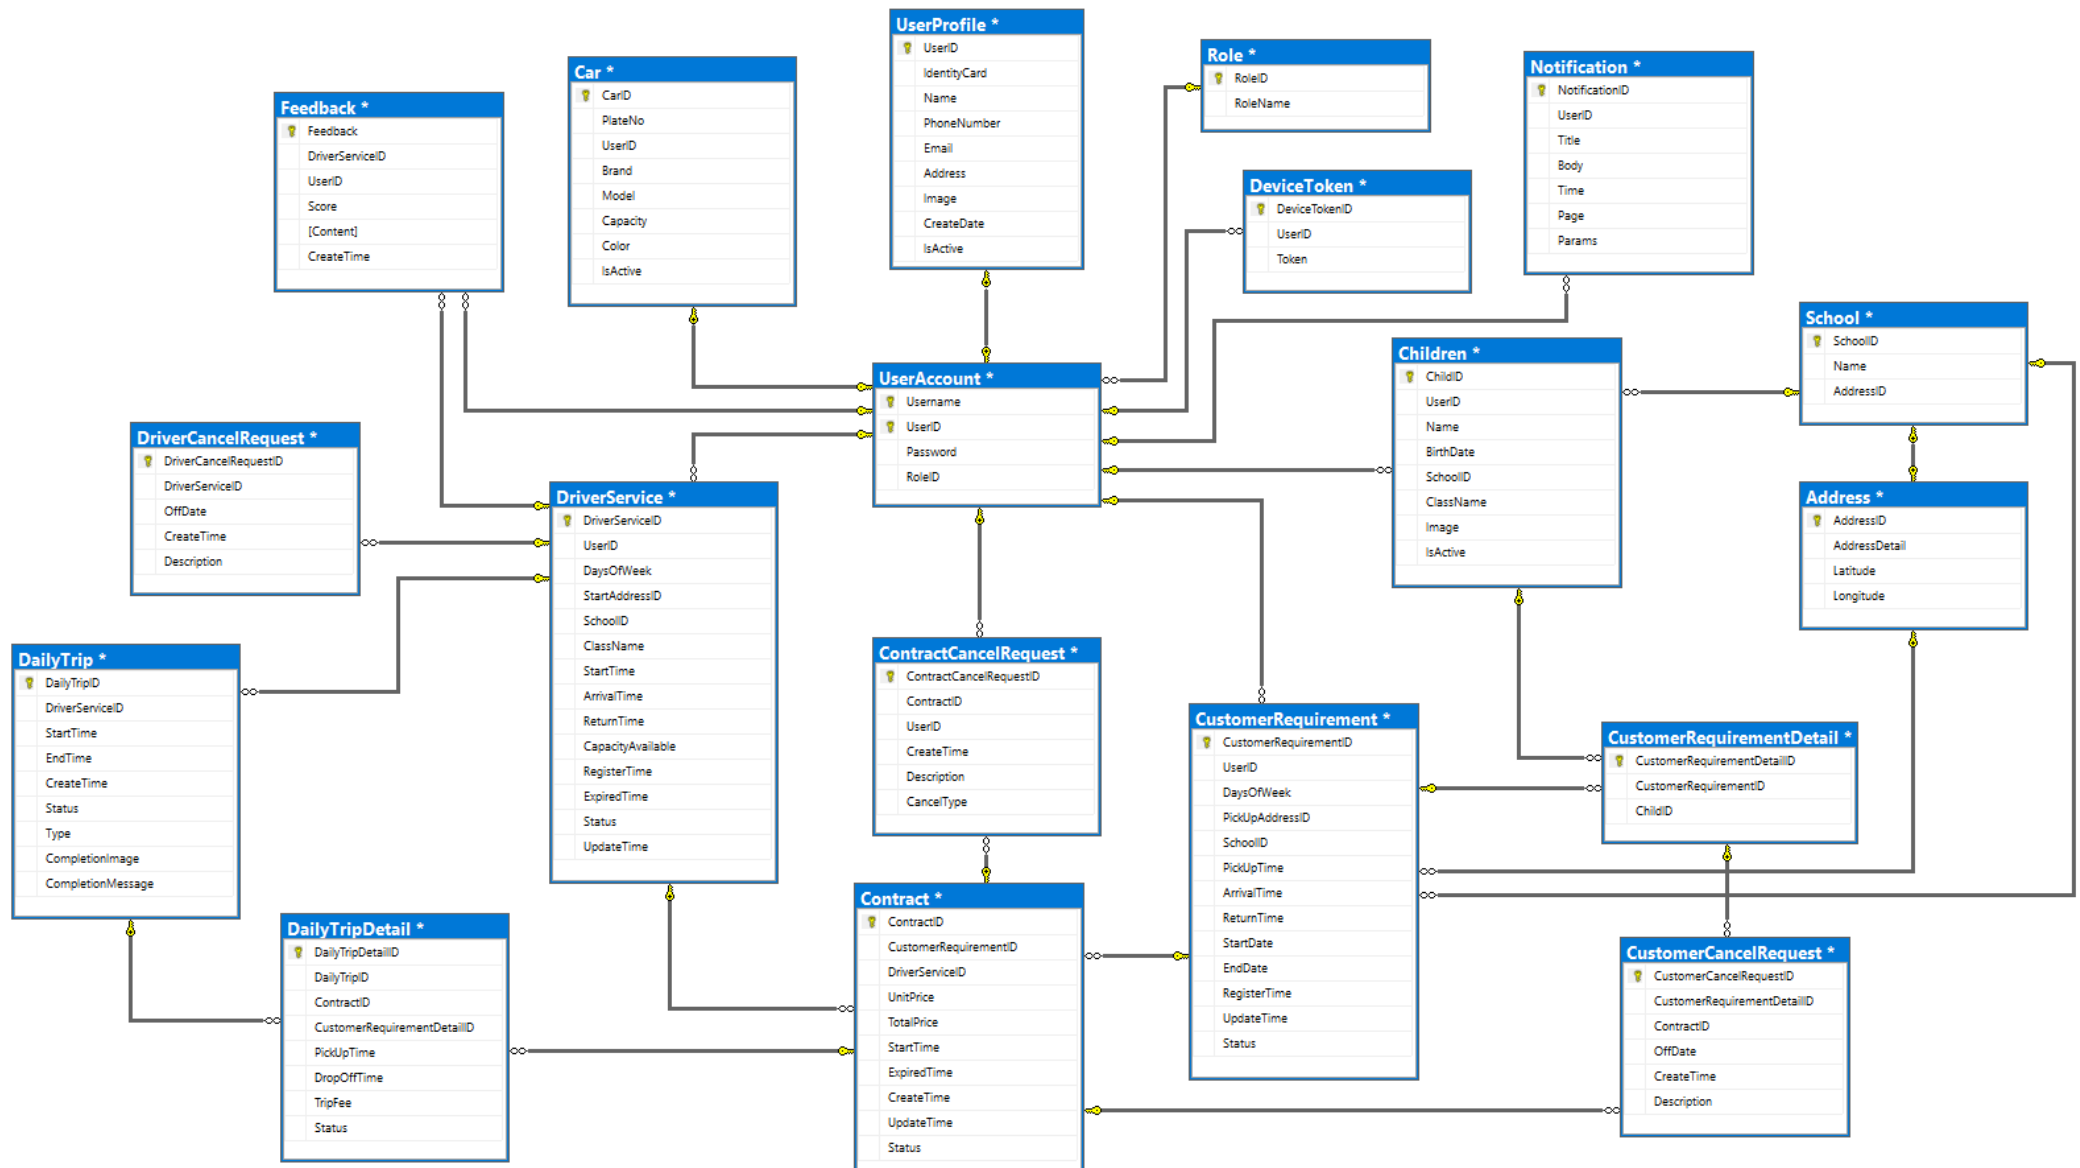 UserProfile *
UserID
IdentityCard
Name
PhoneNumber
Email
Address
Image
CreateDate
IsActive
Role *
RoleID
RoleName
Notification *
NotificationID
UserID
Title
Body
Time
Page
Params
Car *
CarID
PlateNo
UserID
Brand
Model
Capacity
Color
IsActive
Feedback *
Feedback
DriverServiceID
UserID
Score
[Content]
CreateTime
DeviceToken *
DeviceTokenID
UserID
Token
School *
SchoolID
Name
AddressID
Children *
ChildID
UserID
Name
BirthDate
SchoolID
ClassName
Image
IsActive
UserAccount *
Username
UserID
Password
RoleID
DriverCancelRequest *
DriverCancelRequestID
DriverServiceID
OffDate
CreateTime
Description
DriverService *
DriverServiceID
UserID
DaysOfWeek
StartAddressID
SchoolID
ClassName
StartTime
ArrivalTime
ReturnTime
CapacityAvailable
RegisterTime
ExpiredTime
Status
UpdateTime
Address *
AddressID
AddressDetail
Latitude
Longitude
DailyTrip *
DailyTripID
DriverServiceID
StartTime
EndTime
CreateTime
Status
Type
CompletionImage
CompletionMessage
ContractCancelRequest *
ContractCancelRequestID
ContractID
UserID
CreateTime
Description
CancelType
CustomerRequirement *
CustomerRequirementID
UserID
DaysOfWeek
PickUpAddressID
SchoolID
PickUpTime
ArrivalTime
ReturnTime
StartDate
EndDate
RegisterTime
UpdateTime
Status
CustomerRequirementDetail *
CustomerRequirementDetailID
CustomerRequirementID
ChildID
Contract *
ContractID
CustomerRequirementID
DriverServiceID
UnitPrice
TotalPrice
StartTime
ExpiredTime
CreateTime
UpdateTime
Status
DailyTripDetail *
DailyTripDetailID
DailyTripID
ContractID
CustomerRequirementDetailID
PickUpTime
DropOffTime
TripFee
Status
CustomerCancelRequest *
CustomerCancelRequestID
CustomerRequirementDetailID
ContractID
OffDate
CreateTime
Description